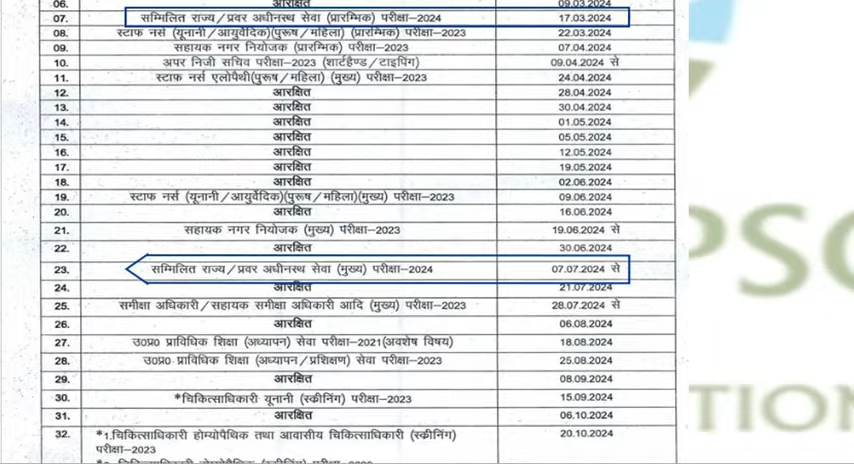 06. आरक्षित 09.03.2024
07. सम्मिलित राज्य/प्रवर अधीनस्थ सेवा (प्रारम्भिक) परीक्षा–2024 17.03.2024
08. स्टाफ नर्स (यूनानी/आयुर्वेदिक)(पुरूष/महिला) (प्रारम्भिक) परीक्षा–2023 22.03.2024
09. सहायक नगर नियोजक (प्रारम्भिक) परीक्षा–2023 07.04.2024
10. अपर निजी सचिव परीक्षा–2023 (शार्टहैण्ड/टाइपिंग) 09.04.2024 से
11. स्टाफ नर्स एलोपैथी(पुरूष/महिला) (मुख्य) परीक्षा–2023 24.04.2024
12. आरक्षित 28.04.2024
13. आरक्षित 30.04.2024
14. आरक्षित 01.05.2024
15. आरक्षित 05.05.2024
16. आरक्षित 12.05.2024
17. आरक्षित 19.05.2024
18. आरक्षित 02.06.2024
19. स्टाफ नर्स (यूनानी/आयुर्वेदिक)(पुरूष/महिला)(मुख्य) परीक्षा–2023 09.06.2024
20. आरक्षित 16.06.2024
21. सहायक नगर नियोजक (मुख्य) परीक्षा–2023 19.06.2024 से
22. आरक्षित 30.06.2024
23. सम्मिलित राज्य/प्रवर अधीनस्थ सेवा (मुख्य) परीक्षा–2024 07.07.2024 से
24. आरक्षित 21.07.2024
25. समीक्षा अधिकारी/सहायक समीक्षा अधिकारी आदि (मुख्य) परीक्षा–2023 28.07.2024 से
26. आरक्षित 06.08.2024
27. उ0प्र0 प्राविधिक शिक्षा (अध्यापन) सेवा परीक्षा–2021(अवशेष विषय) 18.08.2024
28. उ0प्र0 प्राविधिक शिक्षा (अध्यापन/प्रशिक्षण) सेवा परीक्षा–2023 25.08.2024
29. आरक्षित 08.09.2024
30. *चिकित्साधिकारी यूनानी (स्क्रीनिंग) परीक्षा–2023 15.09.2024
31. आरक्षित 06.10.2024
32. *1.चिकित्साधिकारी होम्योपैथिक तथा आवासीय चिकित्साधिकारी (स्क्रीनिंग) 20.10.2024
परीक्षा–2023
PSC
TION